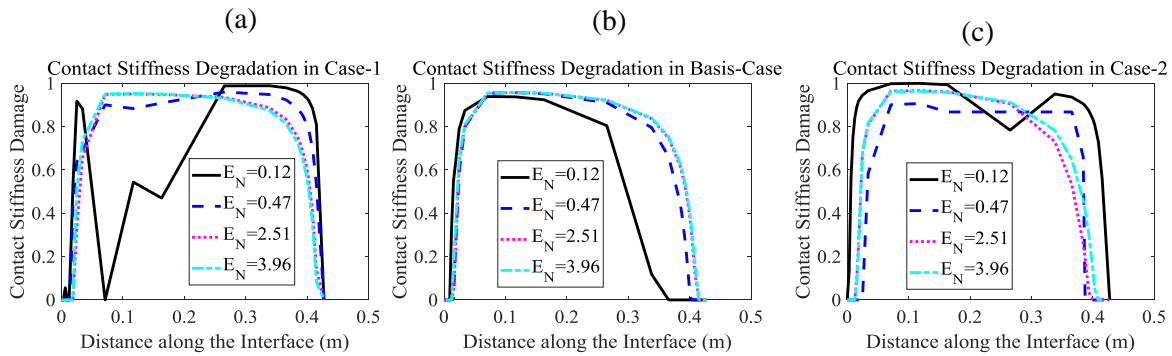 (a)
Contact Stiffness Degradation in Case-1
Contact Stiffness Damage
1
0.8
0.6
0.4
0.2
0
E_N=0.12
E_N=0.47
E_N=2.51
E_N=3.96
0 0.1 0.2 0.3 0.4 0.5
Distance along the Interface (m)
(b)
Contact Stiffness Degradation in Basis-Case
Contact Stiffness Damage
1
0.8
0.6
0.4
0.2
0
E_N=0.12
E_N=0.47
E_N=2.51
E_N=3.96
0 0.1 0.2 0.3 0.4 0.5
Distance along the Interface (m)
(c)
Contact Stiffness Degradation in Case-2
Contact Stiffness Damage
1
0.8
0.6
0.4
0.2
0
E_N=0.12
E_N=0.47
E_N=2.51
E_N=3.96
0 0.1 0.2 0.3 0.4 0.5
Distance along the Interface (m)